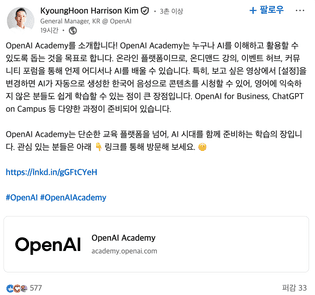 KyoungHoon Harrison Kim • 3촌 이상
+ 팔로우
General Manager, KR @ OpenAI
19시간 •
OpenAI Academy를 소개합니다! OpenAI Academy는 누구나 AI를 이해하고 활용할 수
있도록 돕는 것을 목표로 합니다. 온라인 플랫폼이므로, 온디맨드 강의, 이벤트 허브, 커뮤니
티 포럼을 통해 언제 어디서나 AI를 배울 수 있습니다. 특히, 보고 싶은 영상에서 [설정]을
변경하면 AI가 자동으로 생성한 한국어 음성으로 콘텐츠를 시청할 수 있어, 영어에 익숙하
지 않은 분들도 쉽게 학습할 수 있는 점이 큰 장점입니다. OpenAI for Business, ChatGPT
on Campus 등 다양한 과정이 준비되어 있습니다.
OpenAI Academy는 단순한 교육 플랫폼을 넘어, AI 시대를 함께 준비하는 학습의 장입니
다. 관심 있는 분들은 아래 👇 링크를 통해 방문해 보세요. 😊
https://lnkd.in/gGFtCYeH
#OpenAI #OpenAIAcademy
OpenAI
OpenAI Academy
academy.openai.com
577
퍼감 33